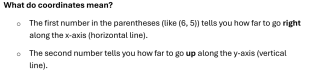 What do coordinates mean?
○ The first number in the parentheses (like (6, 5)) tells you how far to go right
along the x-axis (horizontal line).
○ The second number tells you how far to go up along the y-axis (vertical
line).